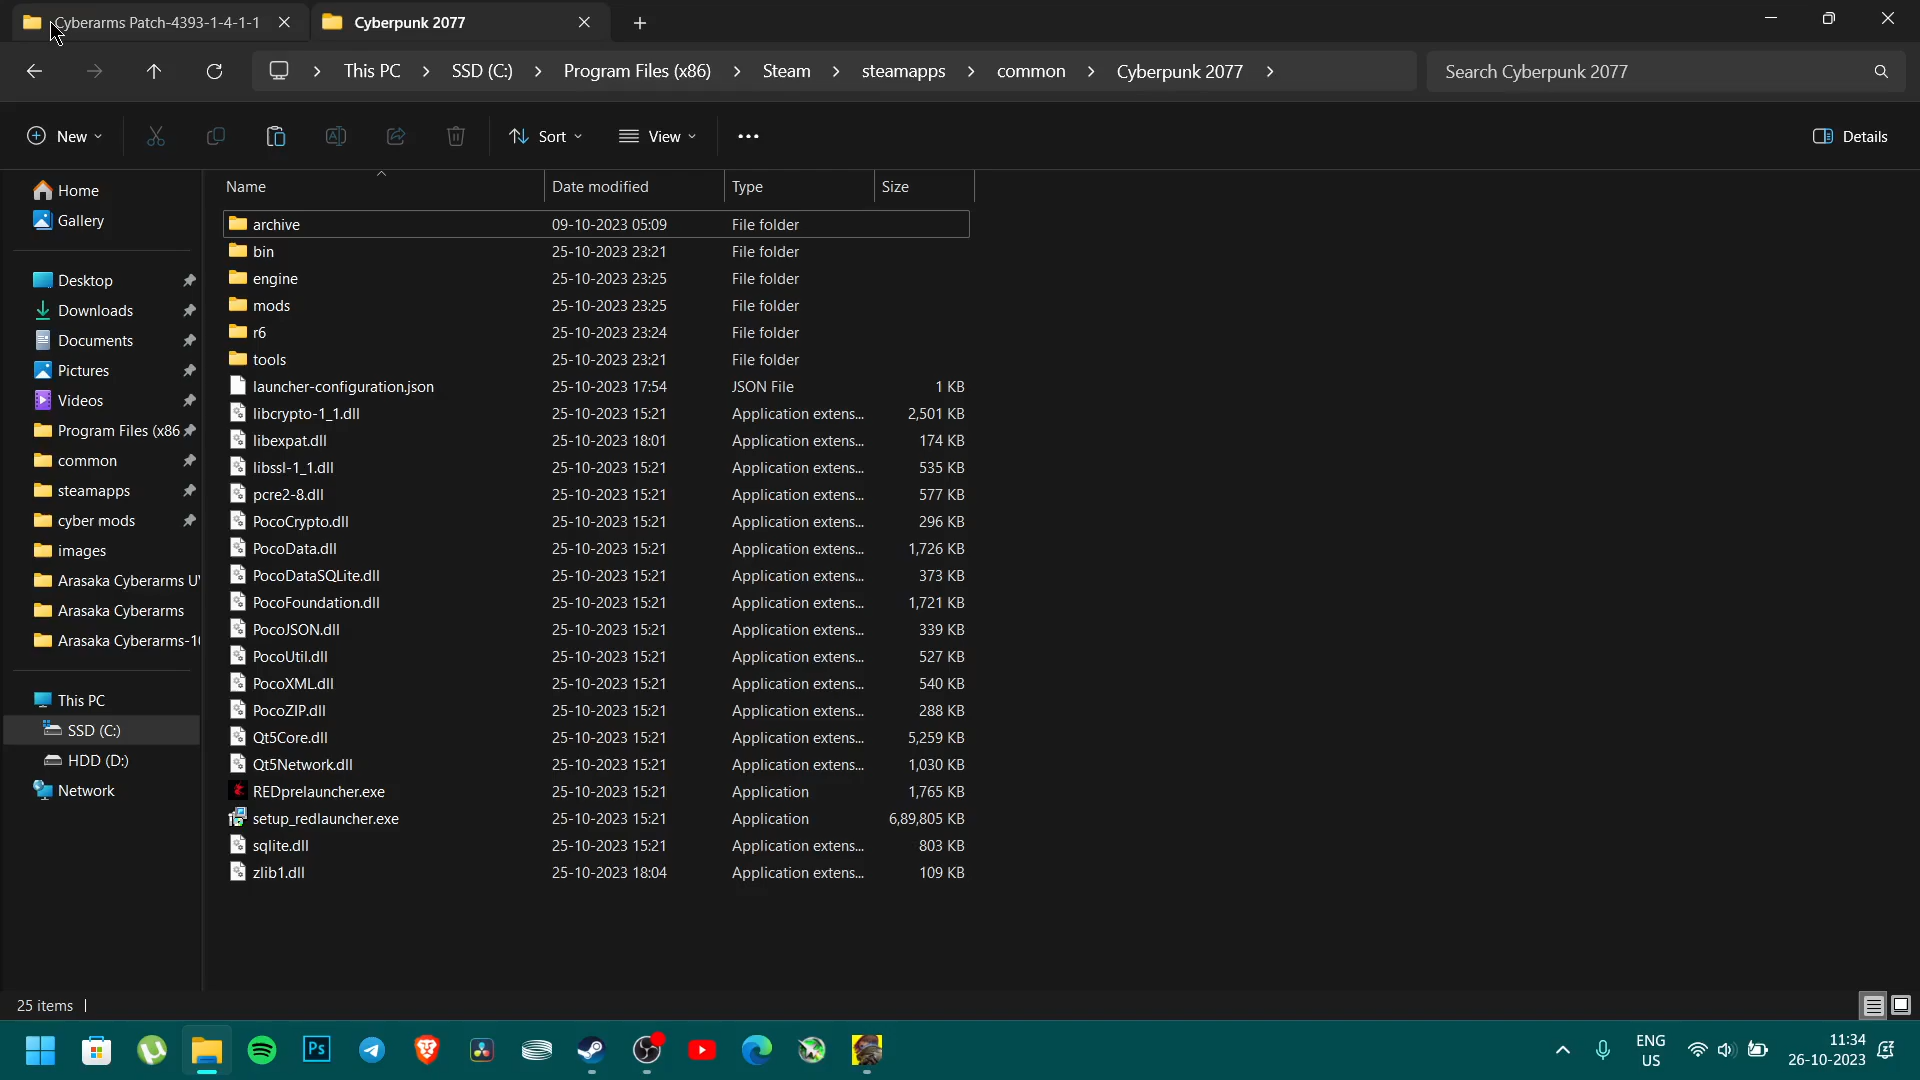 Cyberarms Patch-4393-1-4-1-1
Cyberpunk 2077
This PC > SSD (C:) > Program Files (x86) > Steam > steamapps > common > Cyberpunk 2077 >
Search Cyberpunk 2077
New
Sort
View
Details
Name Date modified Type Size
Home
Gallery
Desktop
Downloads
Documents
Pictures
Videos
Program Files (x86
common
steamapps
cyber mods
images
Arasaka Cyberarms U
Arasaka Cyberarms
Arasaka Cyberarms-1
This PC
SSD (C:)
HDD (D:)
Network
archive 09-10-2023 05:09 File folder
bin 25-10-2023 23:21 File folder
engine 25-10-2023 23:25 File folder
mods 25-10-2023 23:25 File folder
r6 25-10-2023 23:24 File folder
tools 25-10-2023 23:21 File folder
launcher-configuration.json 25-10-2023 17:54 JSON File 1 KB
libcrypto-1_1.dll 25-10-2023 15:21 Application extens... 2,501 KB
libexpat.dll 25-10-2023 18:01 Application extens... 174 KB
libssl-1_1.dll 25-10-2023 15:21 Application extens... 535 KB
pcre2-8.dll 25-10-2023 15:21 Application extens... 577 KB
PocoCrypto.dll 25-10-2023 15:21 Application extens... 296 KB
PocoData.dll 25-10-2023 15:21 Application extens... 1,726 KB
PocoDataSQLite.dll 25-10-2023 15:21 Application extens... 373 KB
PocoFoundation.dll 25-10-2023 15:21 Application extens... 1,721 KB
PocoJSON.dll 25-10-2023 15:21 Application extens... 339 KB
PocoUtil.dll 25-10-2023 15:21 Application extens... 527 KB
PocoXML.dll 25-10-2023 15:21 Application extens... 540 KB
PocoZIP.dll 25-10-2023 15:21 Application extens... 288 KB
Qt5Core.dll 25-10-2023 15:21 Application extens... 5,259 KB
Qt5Network.dll 25-10-2023 15:21 Application extens... 1,030 KB
REDprelauncher.exe 25-10-2023 15:21 Application 1,765 KB
setup_redlauncher.exe 25-10-2023 15:21 Application 6,89,805 KB
sqlite.dll 25-10-2023 15:21 Application extens... 803 KB
zlib1.dll 25-10-2023 18:04 Application extens... 109 KB
25 items
Ps
ENG
US
11:34
26-10-2023